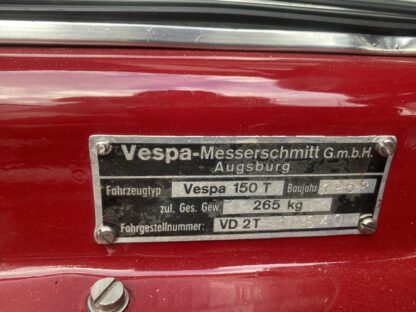 Vespa-Messerschmitt G.m.b.H.
Augsburg
Fahrzeugtyp Vespa 150 T Baujahr
zul. Ges. Gew. 265 kg
Fahrgestellnummer: VD 2T